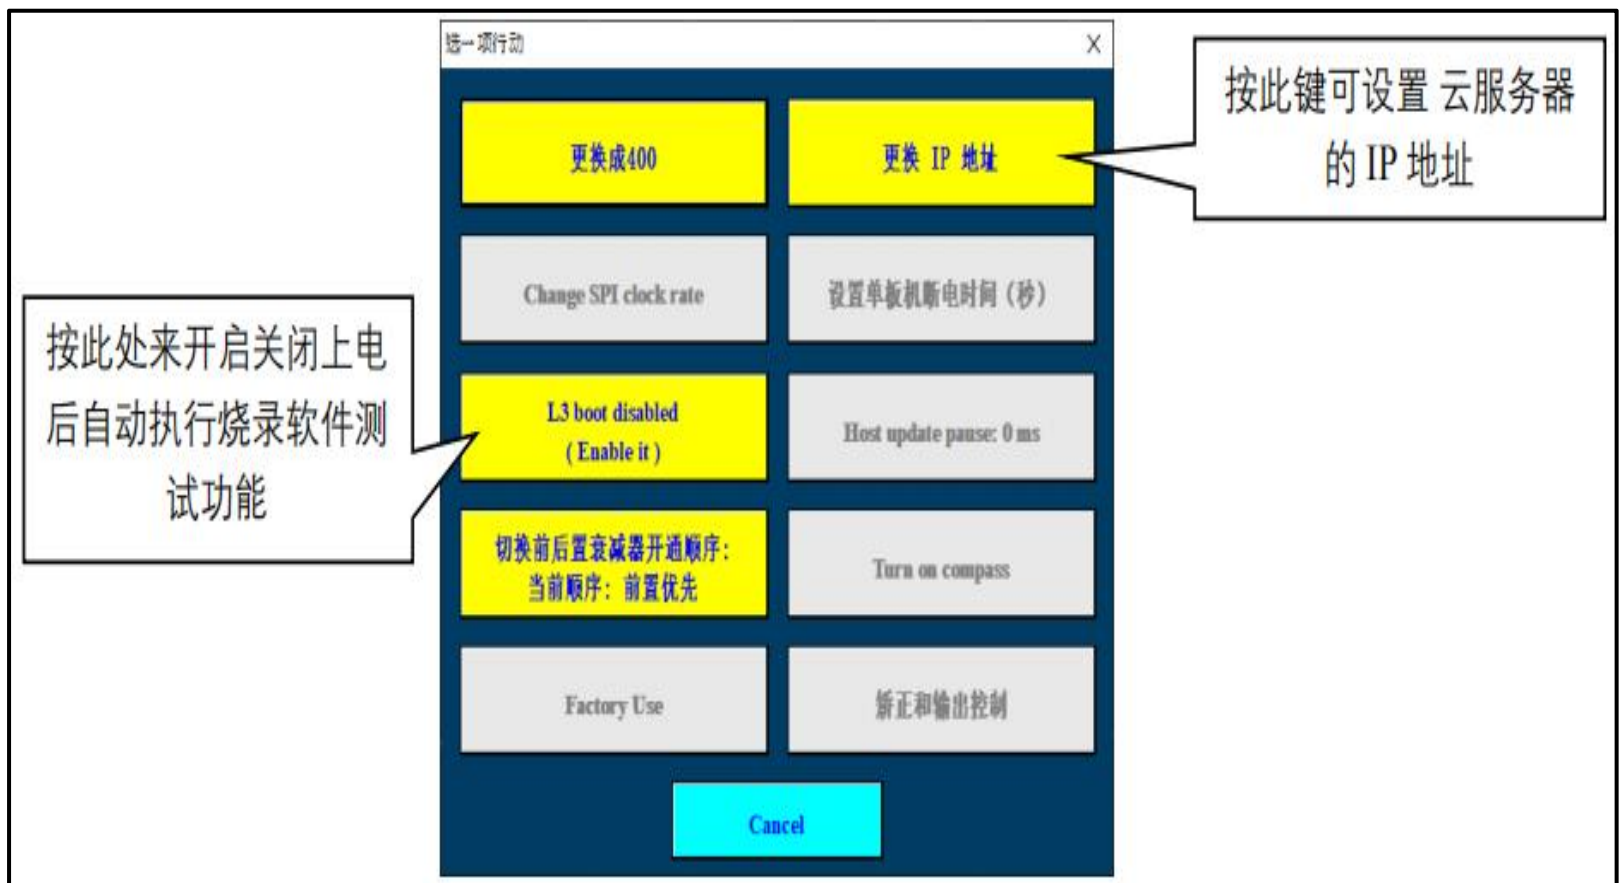 选一项行动
更换成400
更换 IP 地址
按此键可设置 云服务器
的 IP 地址
Change SPI clock rate
设置单板机断电时间（秒）
按此处来开启关闭上电
后自动执行烧录软件测
试功能
L3 boot disabled
( Enable it )
Host update pause: 0 ms
切换前后置衰减器开通顺序:
当前顺序: 前置优先
Turn on compass
Factory Use
矫正和输出控制
Cancel